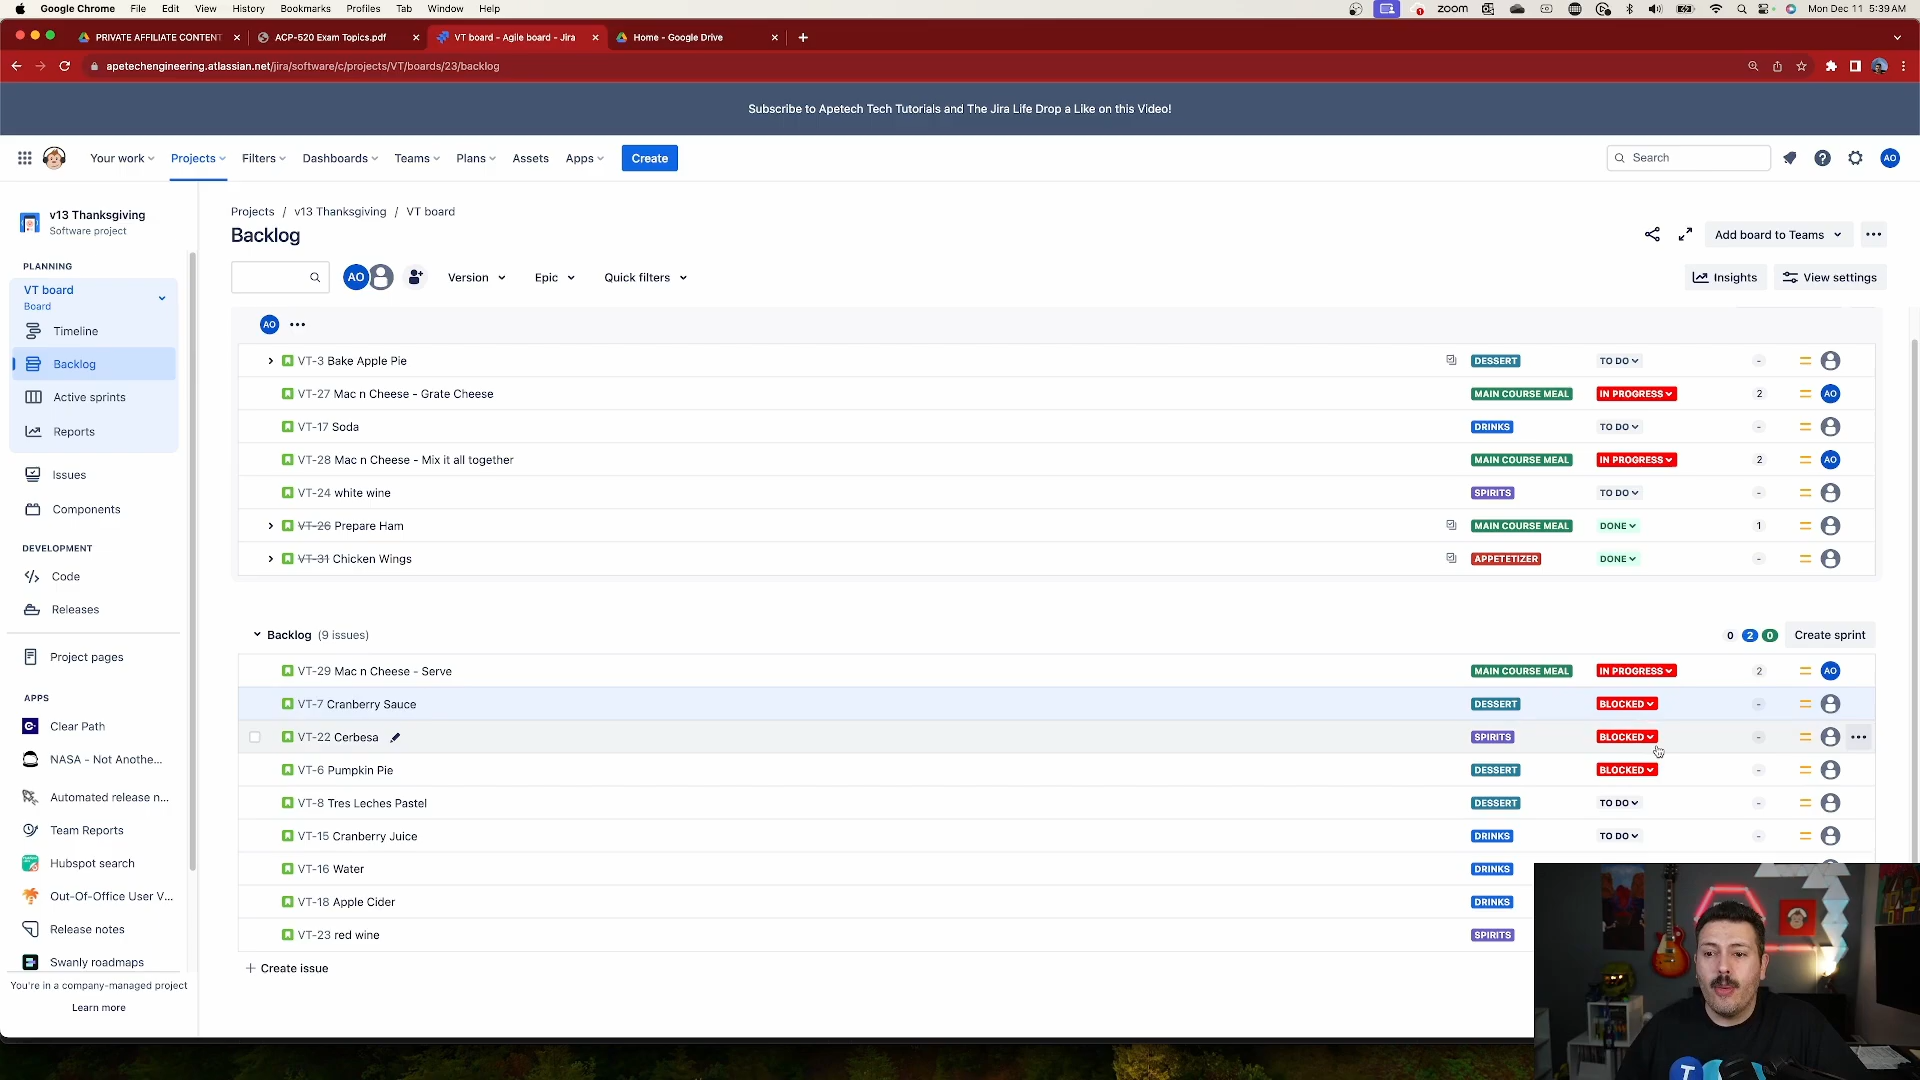 Google Chrome File Edit View History Bookmarks Profiles Tab Window Help
1 zoom Mon Dec 11 5:39 AM
PRIVATE AFFILIATE CONTENT
ACP-520 Exam Topics.pdf
VT board - Agile board - Jira
Home - Google Drive
apetechengineering.atlassian.net/jira/software/c/projects/VT/boards/23/backlog
Subscribe to Apetech Tech Tutorials and The Jira Life Drop a Like on this Video!
Your work Projects Filters Dashboards Teams Plans Assets Apps Create
Search
AO
v13 Thanksgiving
Software project
PLANNING
VT board
Board
Timeline
Backlog
Active sprints
Reports
Issues
Components
DEVELOPMENT
Code
Releases
Project pages
APPS
Clear Path
NASA - Not Anothe...
Automated release n...
Team Reports
Hubspot search
Out-Of-Office User V...
Release notes
Swanly roadmaps
You're in a company-managed project
Learn more
Projects / v13 Thanksgiving / VT board
Backlog
Add board to Teams
AO Version Epic Quick filters
Insights View settings
AO
VT-3 Bake Apple Pie DESSERT TO DO -
VT-27 Mac n Cheese - Grate Cheese MAIN COURSE MEAL IN PROGRESS 2 AO
VT-17 Soda DRINKS TO DO -
VT-28 Mac n Cheese - Mix it all together MAIN COURSE MEAL IN PROGRESS 2 AO
VT-24 white wine SPIRITS TO DO -
VT-26 Prepare Ham MAIN COURSE MEAL DONE 1
VT-31 Chicken Wings APPETETIZER DONE -
Backlog (9 issues) 0 2 0 Create sprint
VT-29 Mac n Cheese - Serve MAIN COURSE MEAL IN PROGRESS 2 AO
VT-7 Cranberry Sauce DESSERT BLOCKED -
VT-22 Cerbesa SPIRITS BLOCKED -
VT-6 Pumpkin Pie DESSERT BLOCKED -
VT-8 Tres Leches Pastel DESSERT TO DO -
VT-15 Cranberry Juice DRINKS TO DO -
VT-16 Water DRINKS
VT-18 Apple Cider DRINKS
VT-23 red wine SPIRITS
+ Create issue